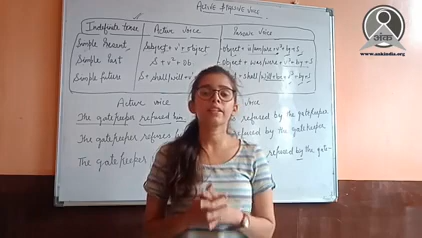 Active Passive voice
Indefinite tense Active Voice Passive Voice
Simple Present Subject + v' + object Object + is/am/are + v³ + by + S
Simple Past S + v² + Ob Object + was/were + v³ + by + S
Simple future S + shall/will + v' shall/will + be + v³ + by + S
Active voice voice
The gatekeeper refused him refused by the gatekeeper
The gatekeeper refuses refused by the gatekeeper
The gatekeeper refused by the gate-
अंक
www.ankindia.org